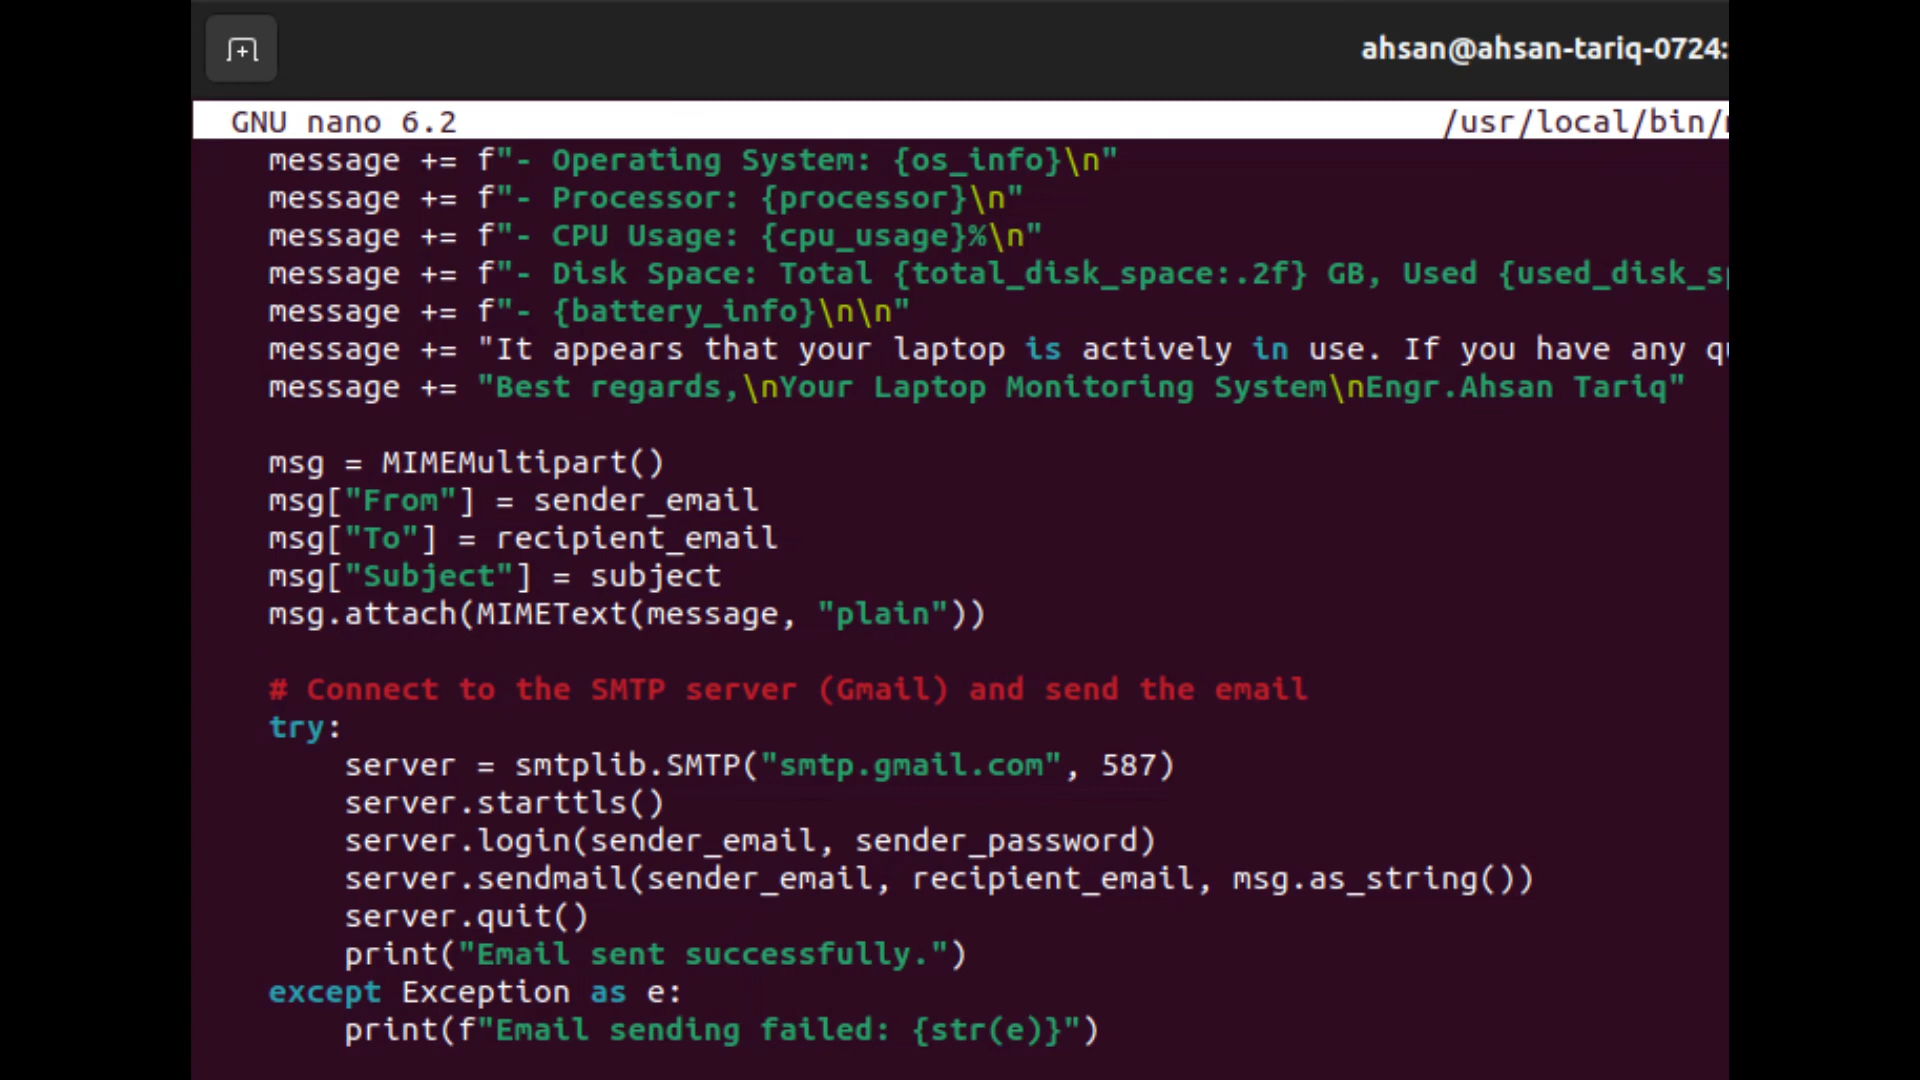 ahsan@ahsan-tariq-0724:
GNU nano 6.2 /usr/local/bin/
message += f"- Operating System: {os_info}\n"
message += f"- Processor: {processor}\n"
message += f"- CPU Usage: {cpu_usage}%\n"
message += f"- Disk Space: Total {total_disk_space:.2f} GB, Used {used_disk_s
message += f"- {battery_info}\n\n"
message += "It appears that your laptop is actively in use. If you have any
message += "Best regards,\nYour Laptop Monitoring System\nEngr.Ahsan Tariq"
msg = MIMEMultipart()
msg["From"] = sender_email
msg["To"] = recipient_email
msg["Subject"] = subject
msg.attach(MIMEText(message, "plain"))
# Connect to the SMTP server (Gmail) and send the email
try:
server = smtplib.SMTP("smtp.gmail.com", 587)
server.starttls()
server.login(sender_email, sender_password)
server.sendmail(sender_email, recipient_email, msg.as_string())
server.quit()
print("Email sent successfully.")
except Exception as e:
print(f"Email sending failed: {str(e)}")